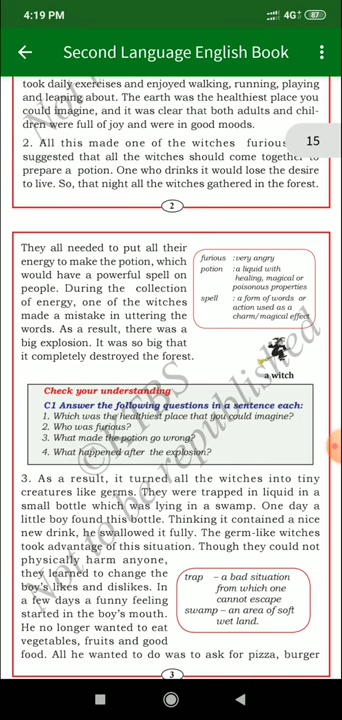 4:19 PM
4G+
87
Second Language English Book
took daily exercises and enjoyed walking, running, playing
and leaping about. The earth was the healthiest place you
could imagine, and it was clear that both adults and chil-
dren were full of joy and were in good moods.
15
2. All this made one of the witches furious
suggested that all the witches should come together to
prepare a potion. One who drinks it would lose the desire
to live. So, that night all the witches gathered in the forest.
2
They all needed to put all their
energy to make the potion, which
would have a powerful spell on
people. During the collection
of energy, one of the witches
made a mistake in uttering the
words. As a result, there was a
big explosion. It was so big that
it completely destroyed the forest.
furious : very angry
potion : a liquid with
healing, magical or
poisonous properties
spell : a form of words or
action used as a
charm/magical effect
a witch
Check your understanding
C1 Answer the following questions in a sentence each:
1. Which was the healthiest place that you could imagine?
2. Who was furious?
3. What made the potion go wrong?
4. What happened after the explosion?
3. As a result, it turned all the witches into tiny
creatures like germs. They were trapped in liquid in a
small bottle which was lying in a swamp. One day a
little boy found this bottle. Thinking it contained a nice
new drink, he swallowed it fully. The germ-like witches
took advantage of this situation. Though they could not
physically harm anyone,
they learned to change the
boy's likes and dislikes. In
a few days a funny feeling
started in the boy's mouth.
He no longer wanted to eat
vegetables, fruits and good
trap – a bad situation
from which one
cannot escape
swamp – an area of soft
wet land.
food. All he wanted to do was to ask for pizza, burger
3
©KTBS
Not to be republished